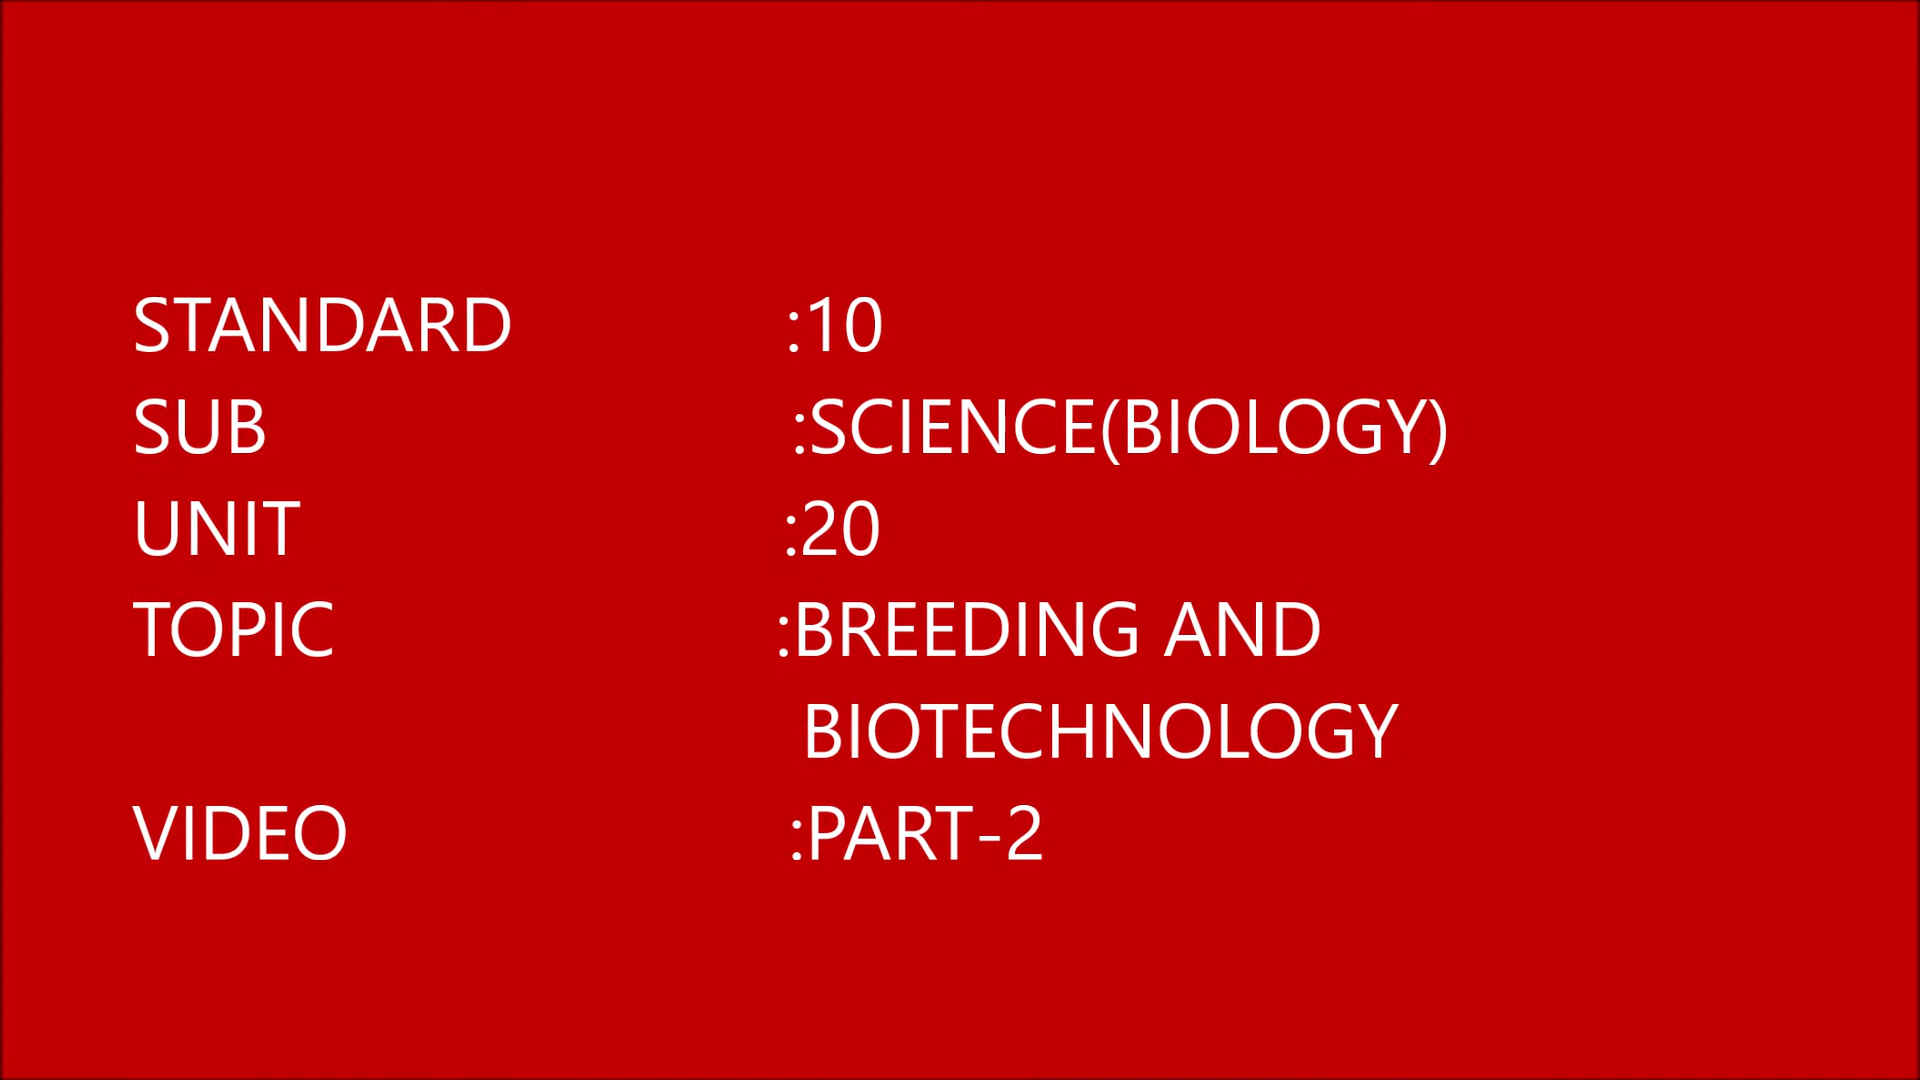 STANDARD :10
SUB :SCIENCE(BIOLOGY)
UNIT :20
TOPIC :BREEDING AND
BIOTECHNOLOGY
VIDEO :PART-2